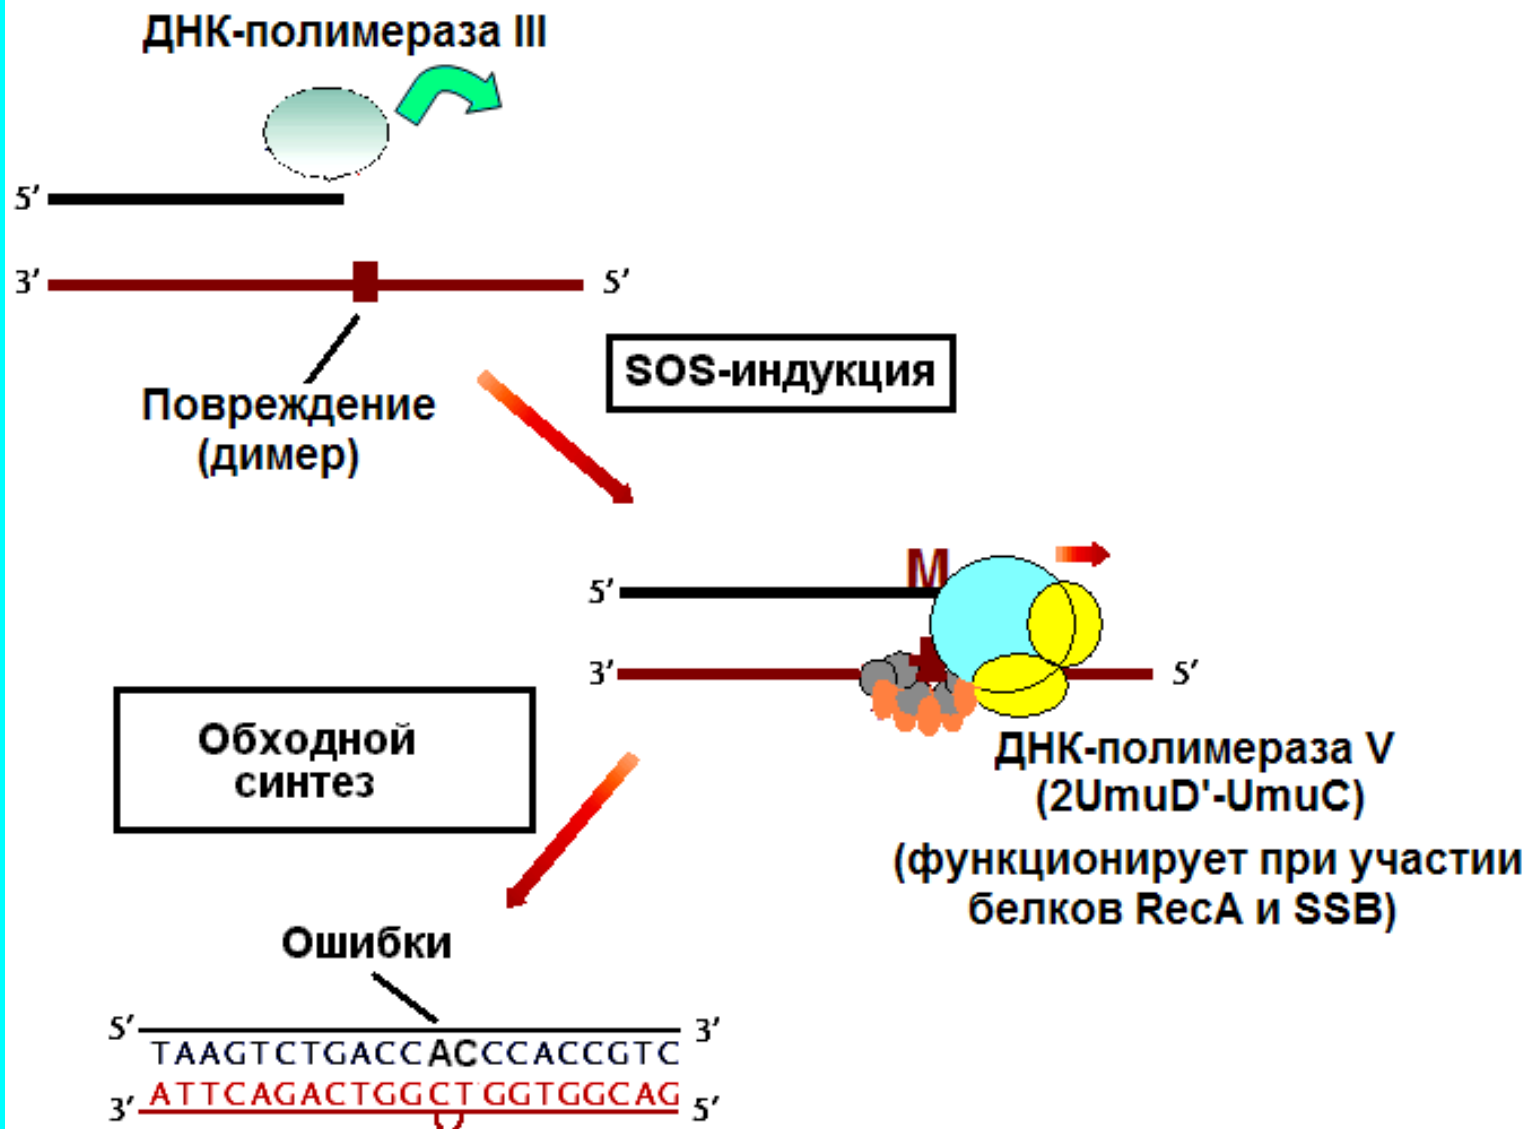 ДНК-полимераза III
5′
3′ 5′
SOS-индукция
Повреждение
(димер)
M
5′
3′ 5′
Обходной
синтез
ДНК-полимераза V
(2UmuD'-UmuC)
(функционирует при участии
белков RecA и SSB)
Ошибки
5′ 3′
TAAGTCTGACCACCCACCGTC
ATTCAGACTGGCTGGTGGCAG
3′ 5′